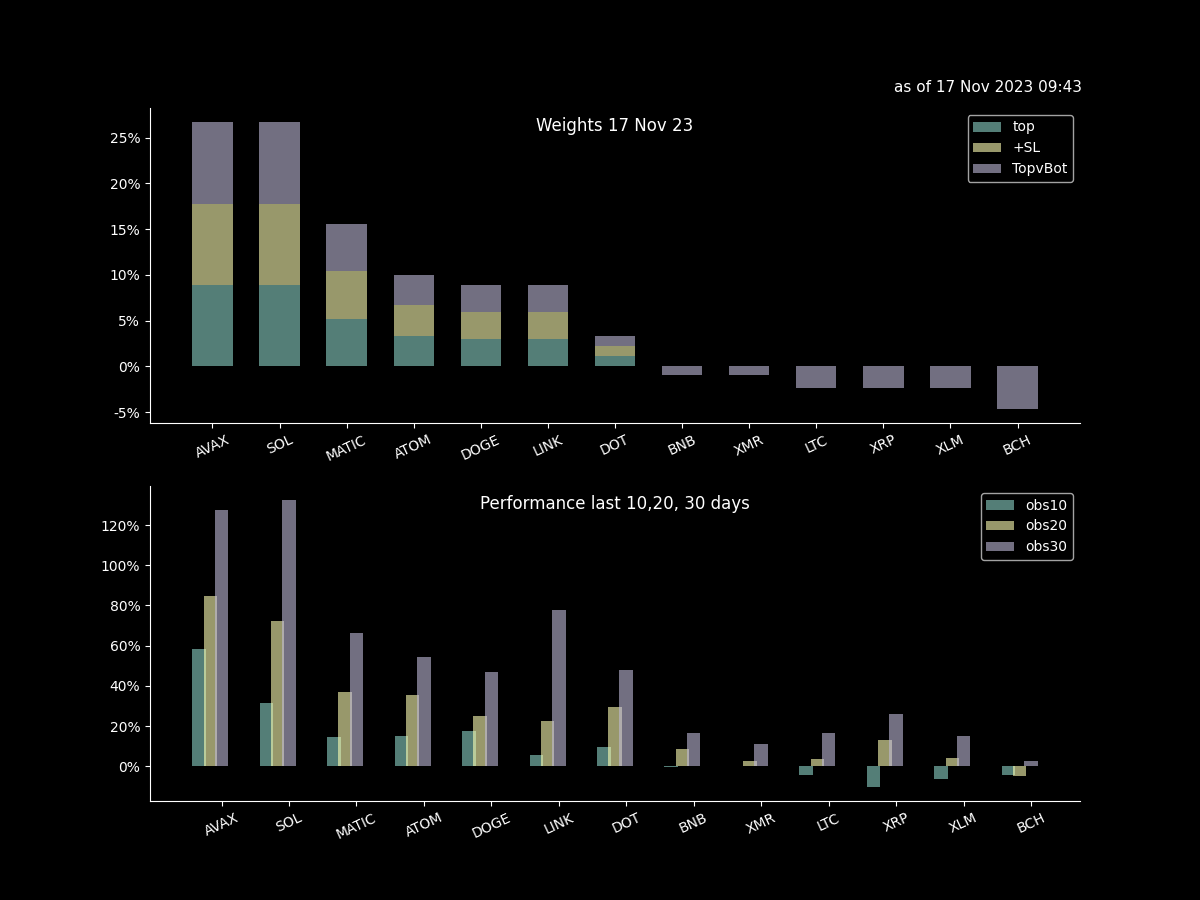 as of 17 Nov 2023 09:43
Weights 17 Nov 23
top
+SL
TopvBot
25%
20%
15%
10%
5%
0%
-5%
AVAX SOL MATIC ATOM DOGE LINK DOT BNB XMR LTC XRP XLM BCH
Performance last 10,20, 30 days
obs10
obs20
obs30
120%
100%
80%
60%
40%
20%
0%
AVAX SOL MATIC ATOM DOGE LINK DOT BNB XMR LTC XRP XLM BCH